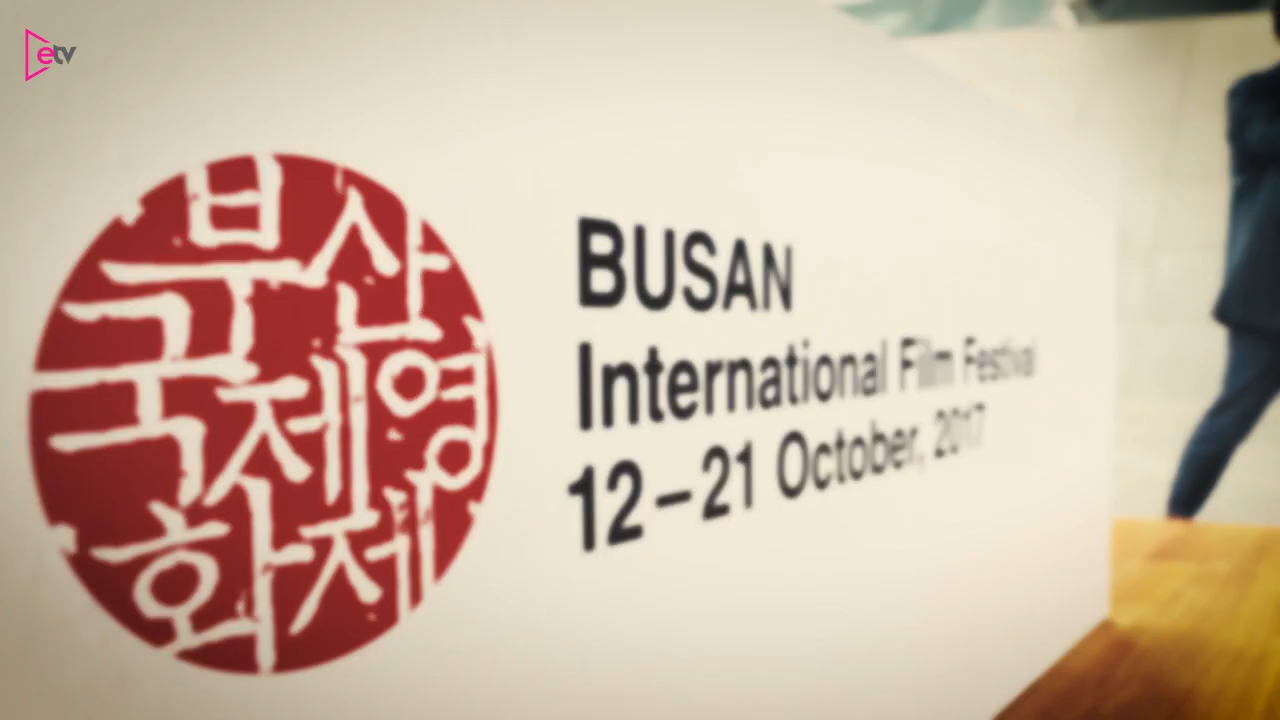 etv
부산
국제영
화제
BUSAN
International Film Festival
12–21 October, 2017